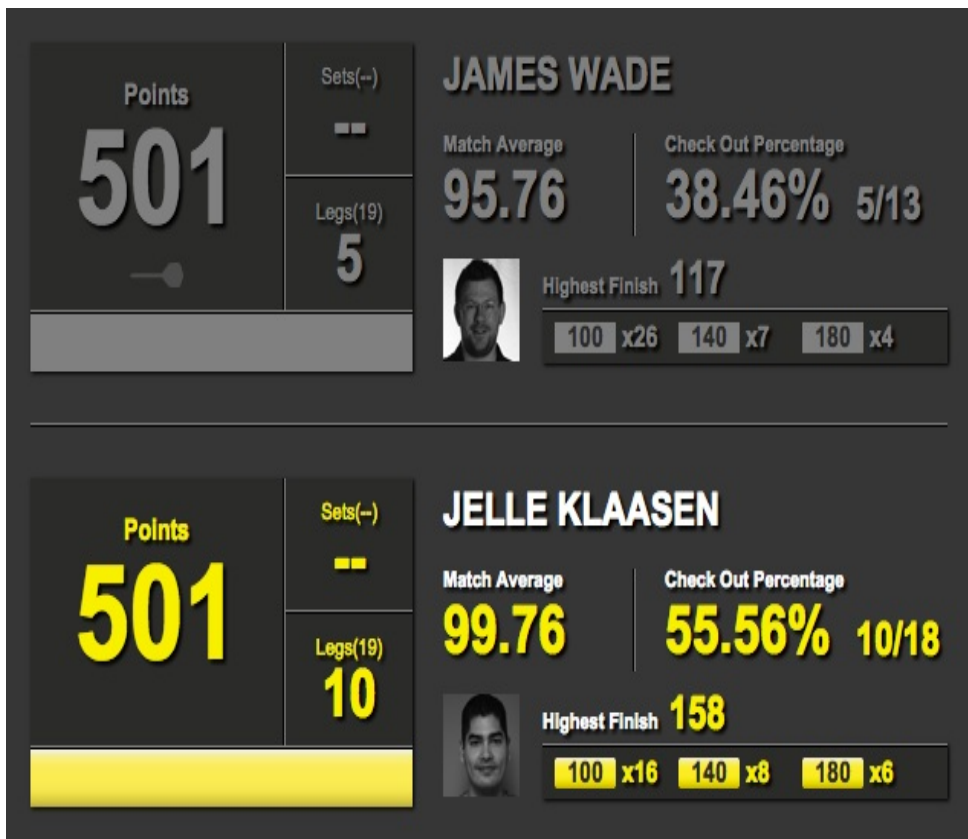 JAMES WADE
Points
501
Sets(--)
--
Legs(19)
5
Match Average
95.76
Check Out Percentage
38.46% 5/13
Highest Finish 117
100 x26 140 x7 180 x4
JELLE KLAASEN
Points
501
Sets(--)
--
Legs(19)
10
Match Average
99.76
Check Out Percentage
55.56% 10/18
Highest Finish 158
100 x16 140 x8 180 x6